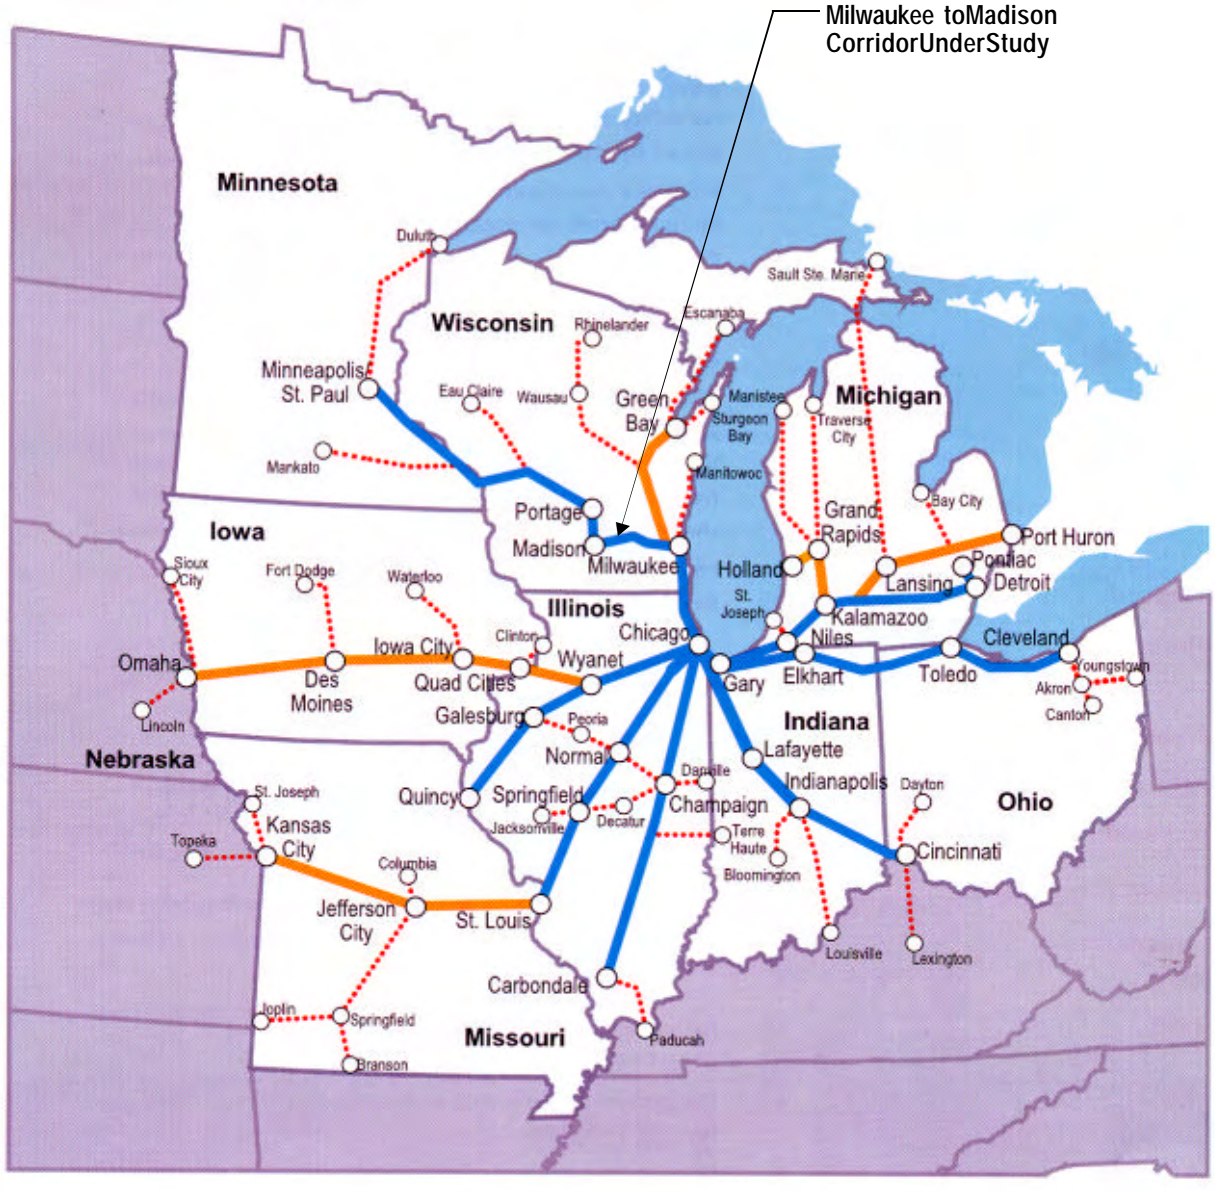 Milwaukee toMadison
CorridorUnderStudy
Minnesota
Duluth
Sault Ste. Marie
Wisconsin
Rhinelander
Escanaba
Minneapolis/
St. Paul
Eau Claire
Wausau
Green
Bay
Manistee
Sturgeon
Bay
Michigan
Traverse
City
Mankato
Manitowoc
Bay City
Portage
Grand
Rapids
Iowa
Madison
Milwaukee
Port Huron
Pontiac
Holland
Lansing
Detroit
Sioux
City
Fort Dodge
Waterloo
St.
Joseph
Illinois
Kalamazoo
Chicago
Niles
Cleveland
Clinton
Iowa City
Omaha
Wyanet
Des
Moines
Quad Cities
Gary
Elkhart
Toledo
Youngstown
Akron
Canton
Lincoln
Galesburg
Peoria
Indiana
Nebraska
Normal
Lafayette
Danville
Indianapolis
Dayton
St. Joseph
Quincy
Springfield
Champaign
Ohio
Jacksonville
Decatur
Kansas
City
Topeka
Terre
Haute
Columbia
Bloomington
Cincinnati
Jefferson
City
St. Louis
Louisville
Lexington
Carbondale
Joplin
Springfield
Missouri
Paducah
Branson